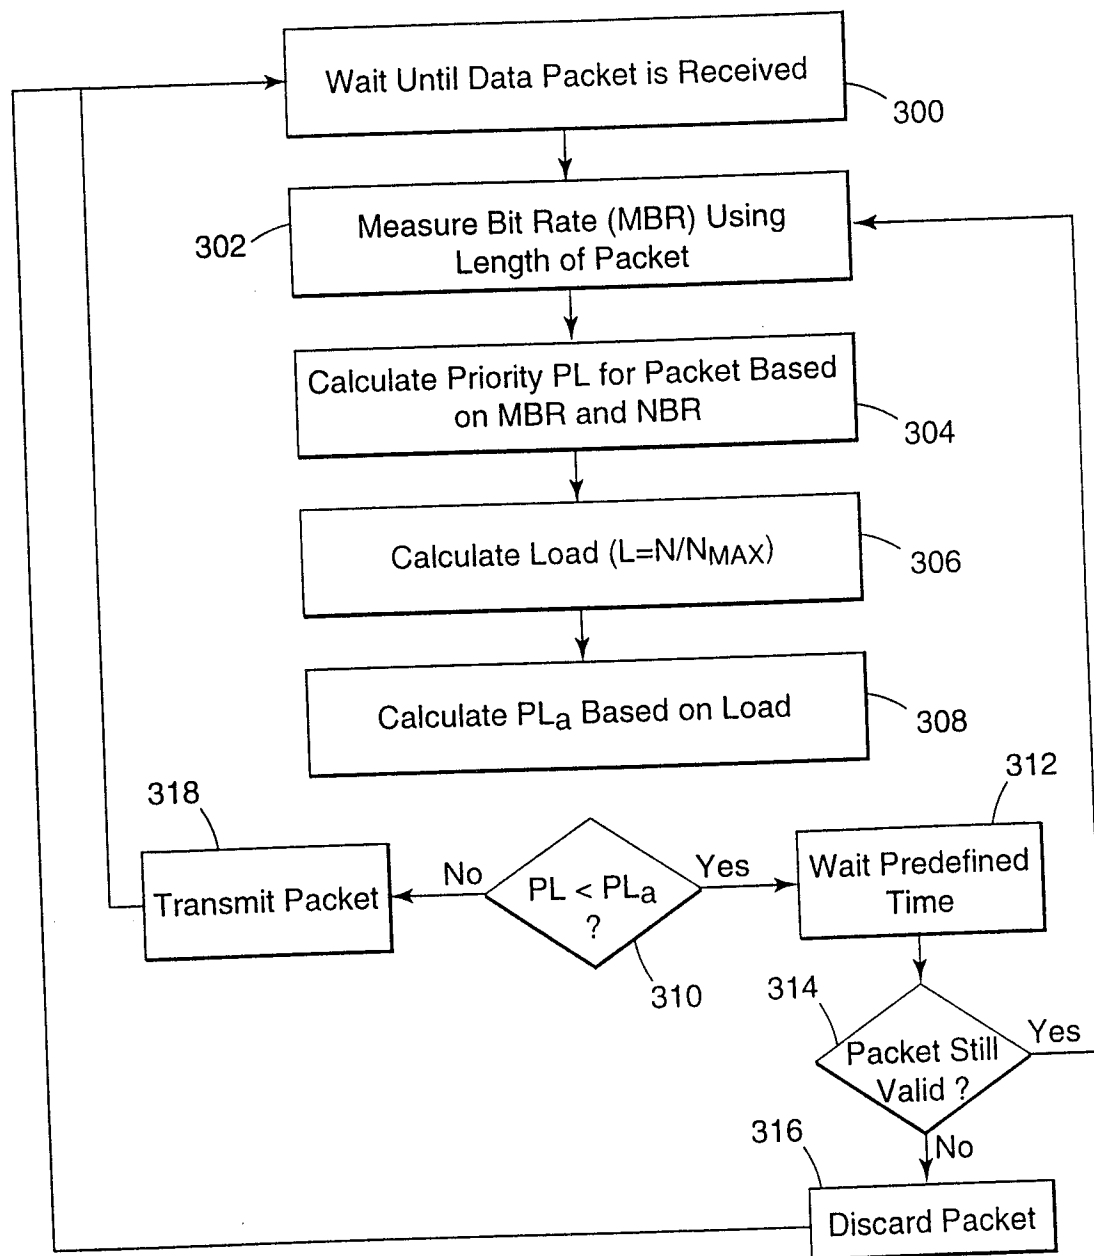 Wait Until Data Packet is Received
300
302
Measure Bit Rate (MBR) Using
Length of Packet
Calculate Priority PL for Packet Based
on MBR and NBR
304
Calculate Load (L=N/NMAX)
306
Calculate PLa Based on Load
308
318
312
Transmit Packet
No
PL < PLa
?
Yes
Wait Predefined
Time
310
314
Packet Still
Valid ?
Yes
316
No
Discard Packet